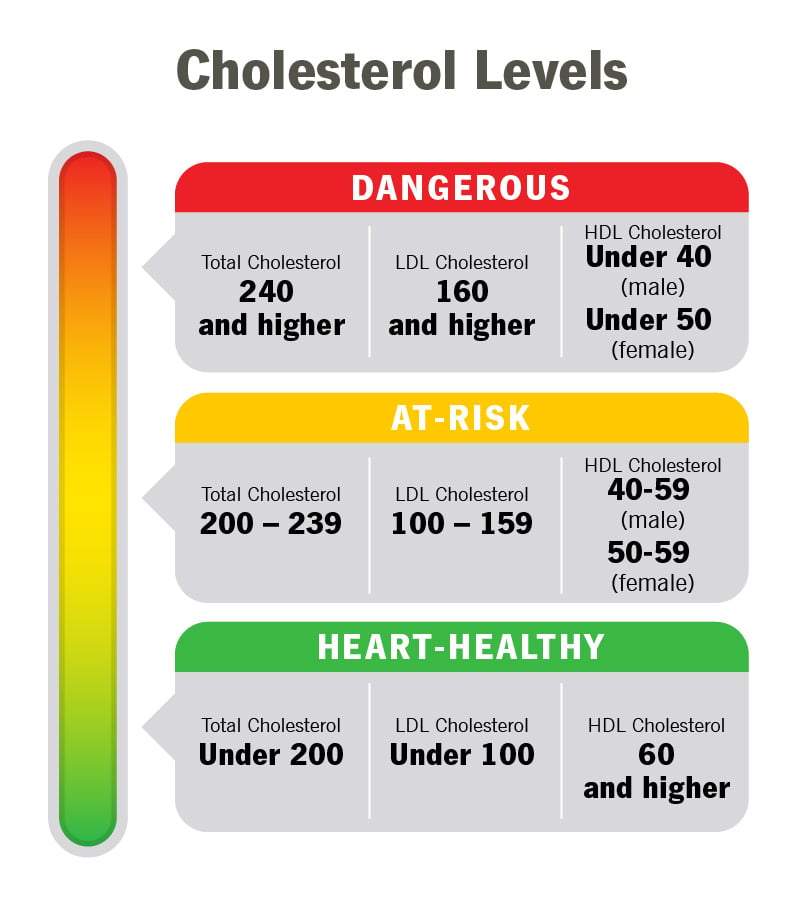 Cholesterol Levels
DANGEROUS
Total Cholesterol
240
and higher
LDL Cholesterol
160
and higher
HDL Cholesterol
Under 40
(male)
Under 50
(female)
AT-RISK
Total Cholesterol
200 – 239
LDL Cholesterol
100 – 159
HDL Cholesterol
40-59
(male)
50-59
(female)
HEART-HEALTHY
Total Cholesterol
Under 200
LDL Cholesterol
Under 100
HDL Cholesterol
60
and higher